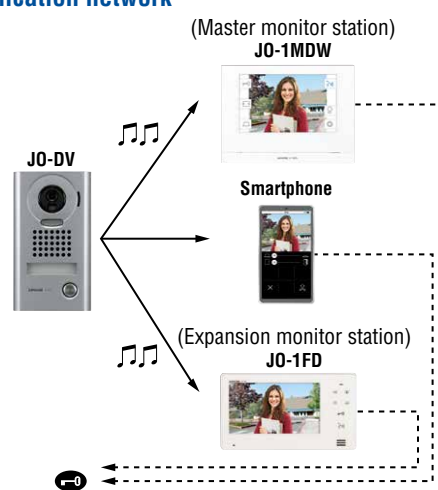 ication network
(Master monitor station)
JO-1MDW
JO-DV
Smartphone
(Expansion monitor station)
JO-1FD